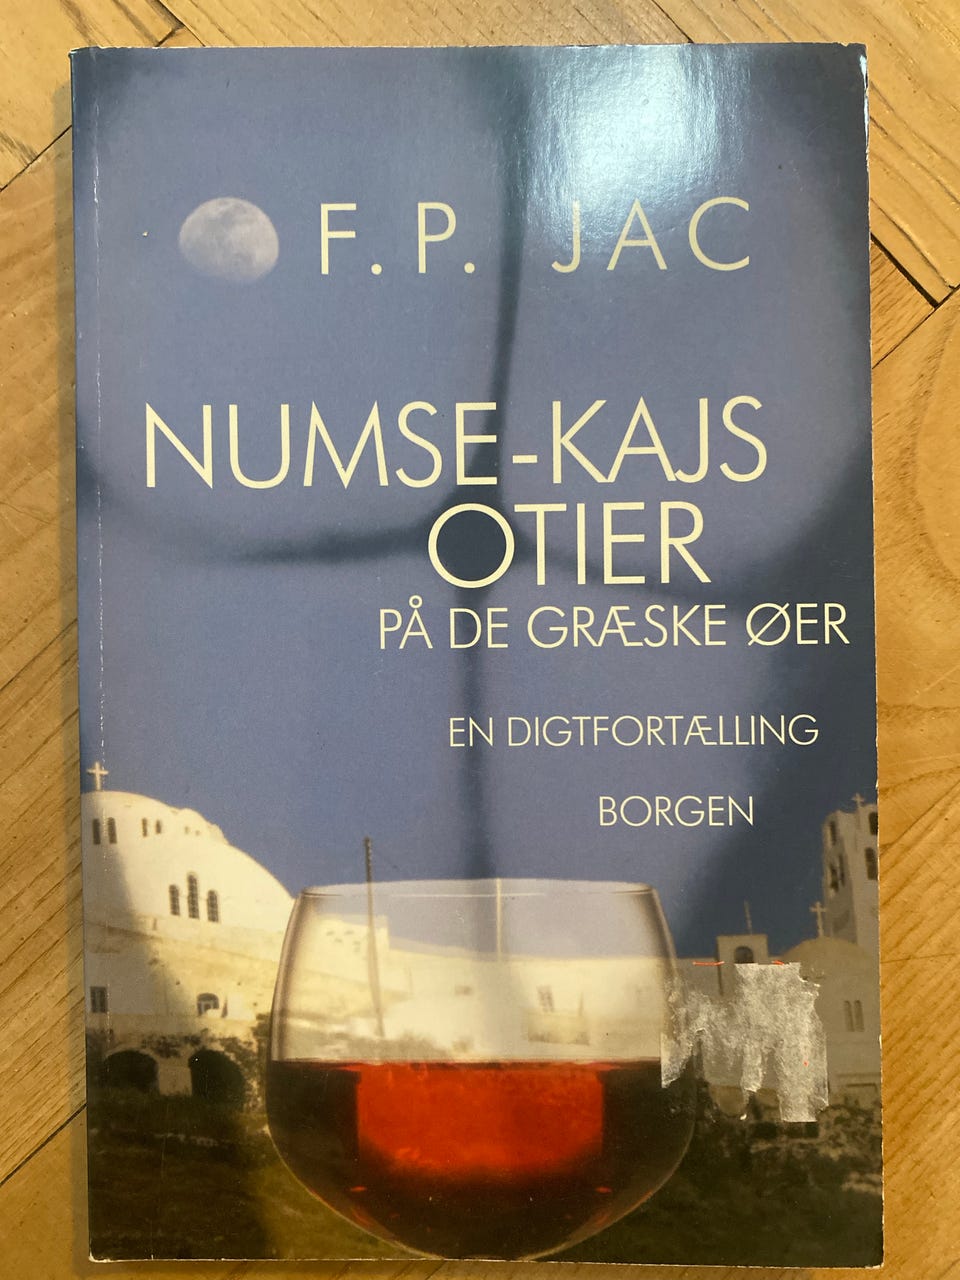 F. P. JAC
NUMSE-KAJS
OTIER
PÅ DE GRÆSKE ØER
EN DIGTFORTÆLLING
BORGEN